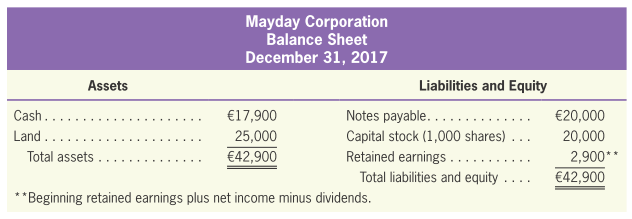 Mayday Corporation
Balance Sheet
December 31, 2017
Assets Liabilities and Equity
Cash...................... €17,900 Notes payable............... €20,000
Land...................... 25,000 Capital stock (1,000 shares) ... 20,000
Total assets .............. €42,900 Retained earnings ........... 2,900**
Total liabilities and equity .... €42,900
**Beginning retained earnings plus net income minus dividends.